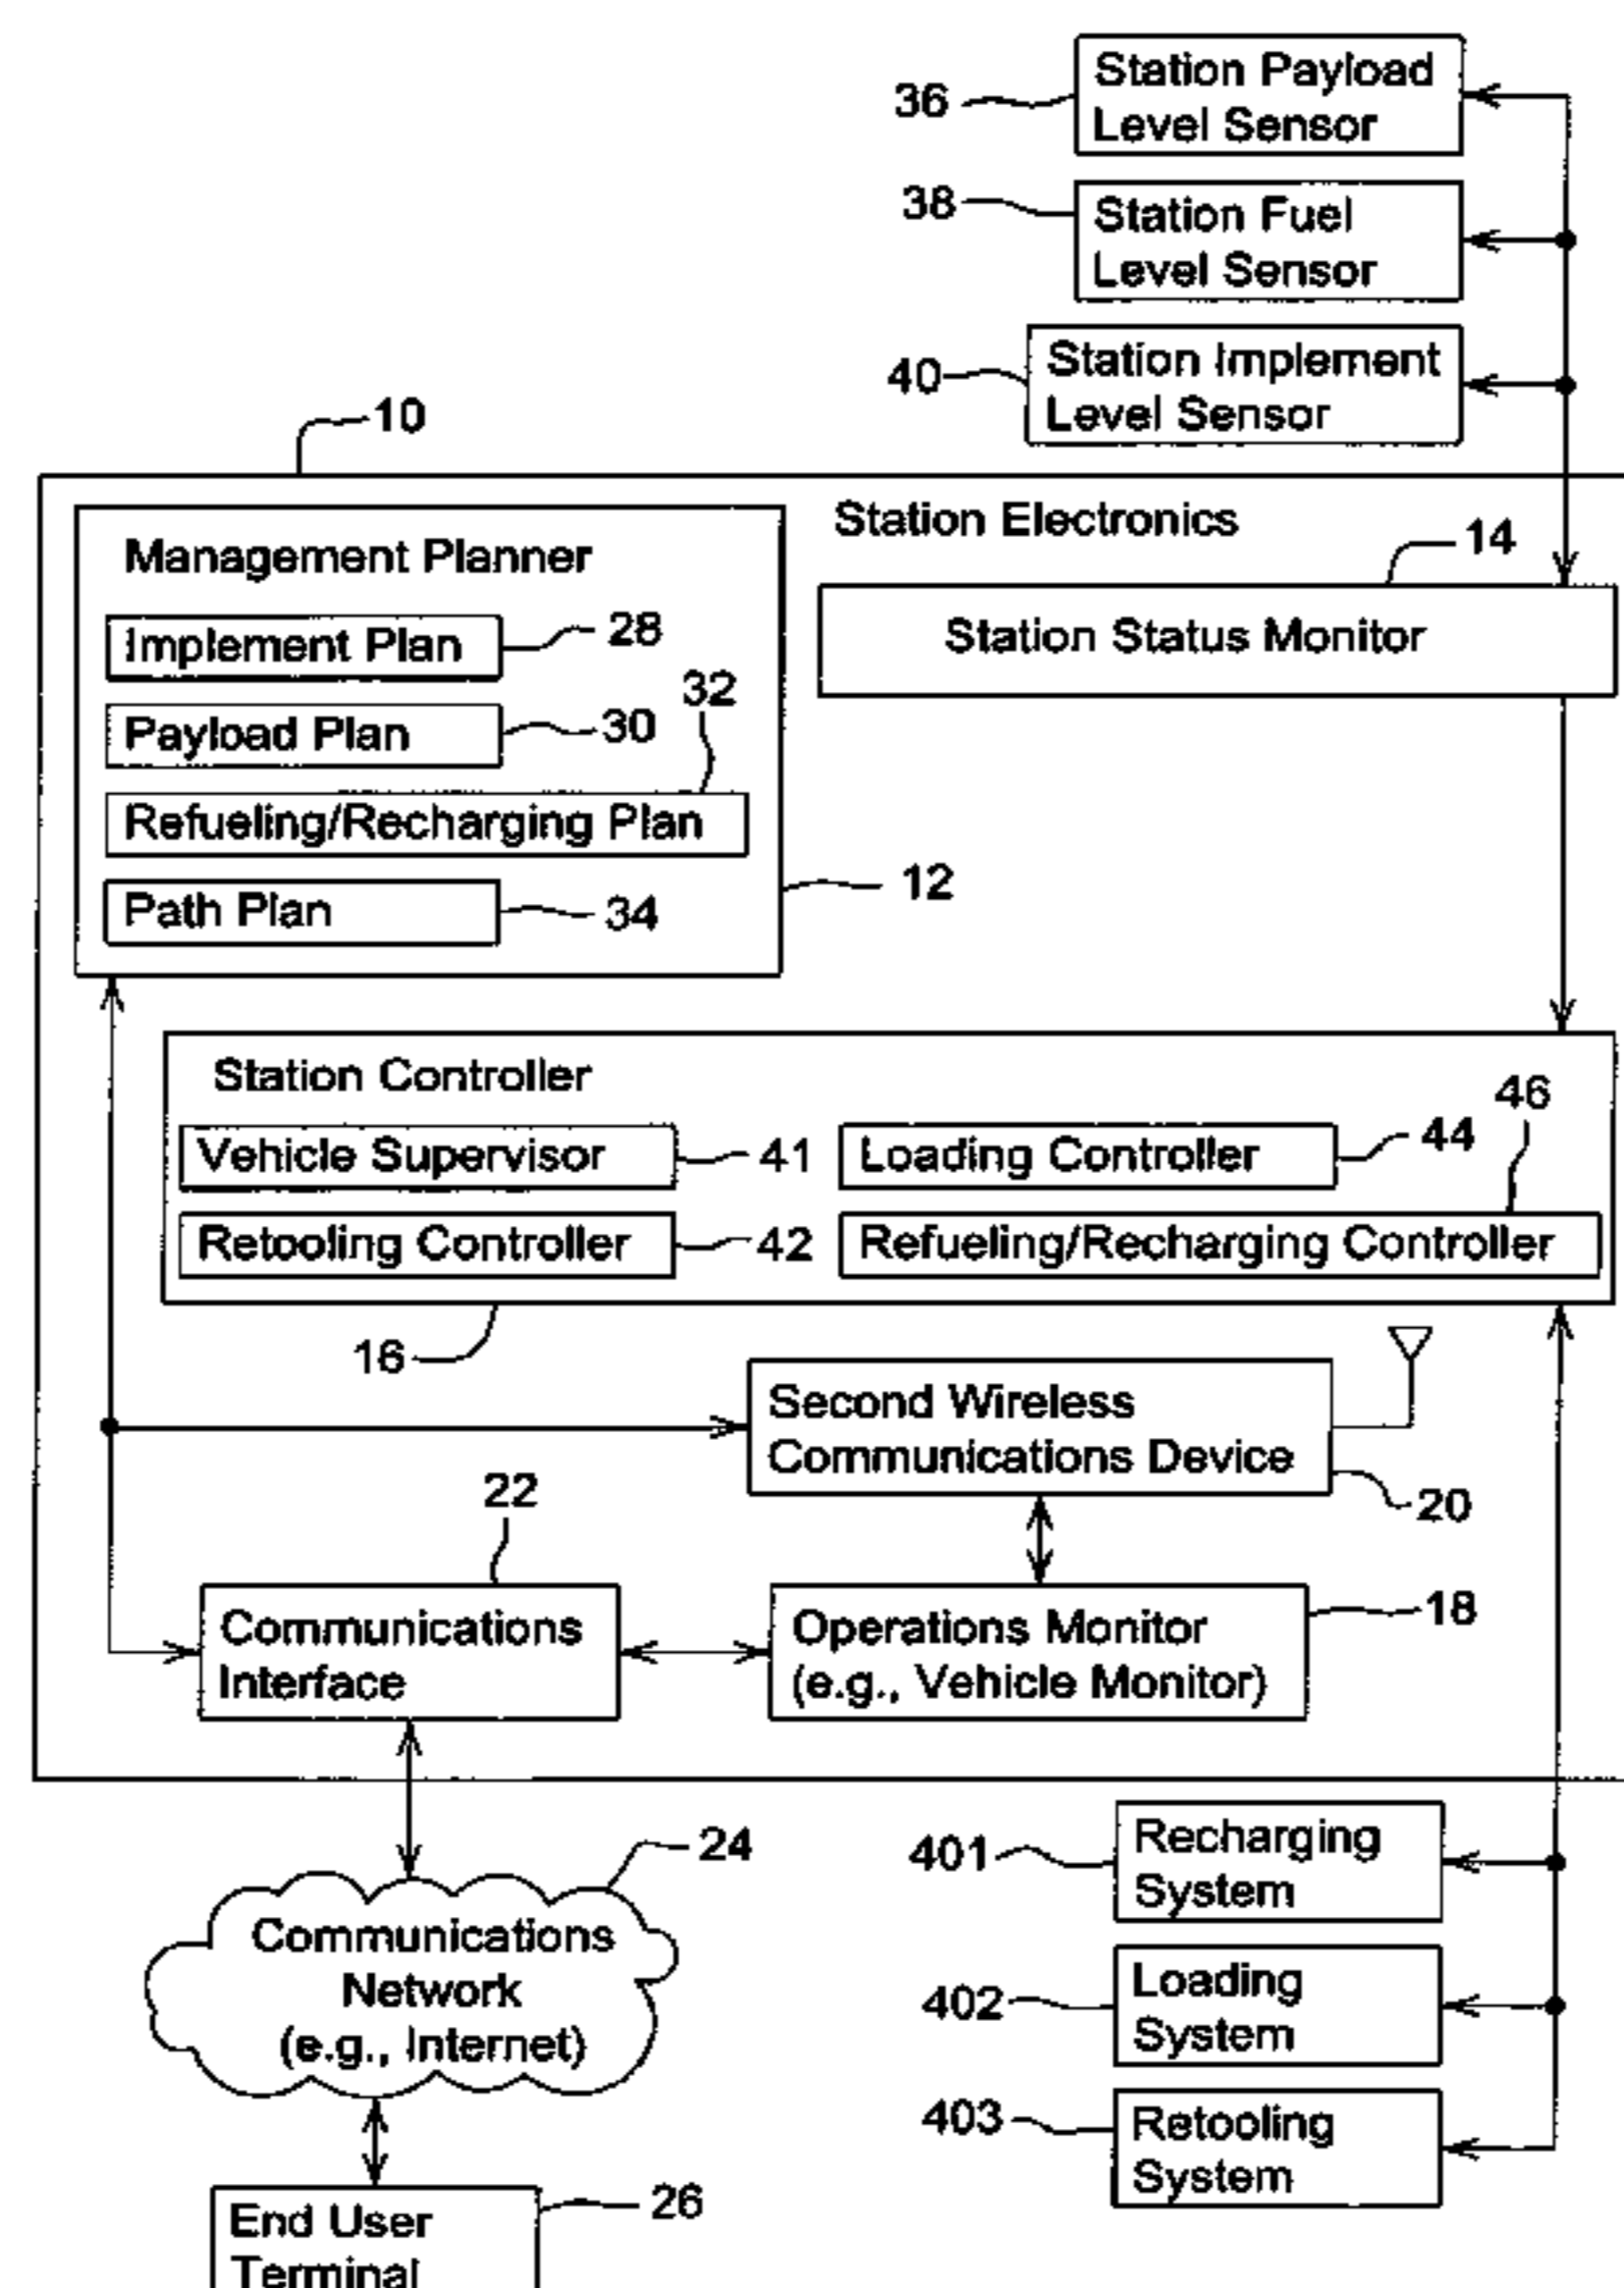 36
Station Payload
Level Sensor
38
Station Fuel
Level Sensor
40
Station Implement
Level Sensor
10
Station Electronics
Management Planner
14
Implement Plan
28
Station Status Monitor
32
Payload Plan
30
Refueling/Recharging Plan
12
Path Plan
34
Station Controller
46
Vehicle Supervisor
41
Loading Controller
44
Retooling Controller
42
Refueling/Recharging Controller
16
Second Wireless
Communications Device
20
22
Communications
Interface
Operations Monitor
(e.g., Vehicle Monitor)
18
24
Communications
Network
(e.g., Internet)
401
Recharging
System
402
Loading
System
403
Retooling
System
26
End User
Terminal